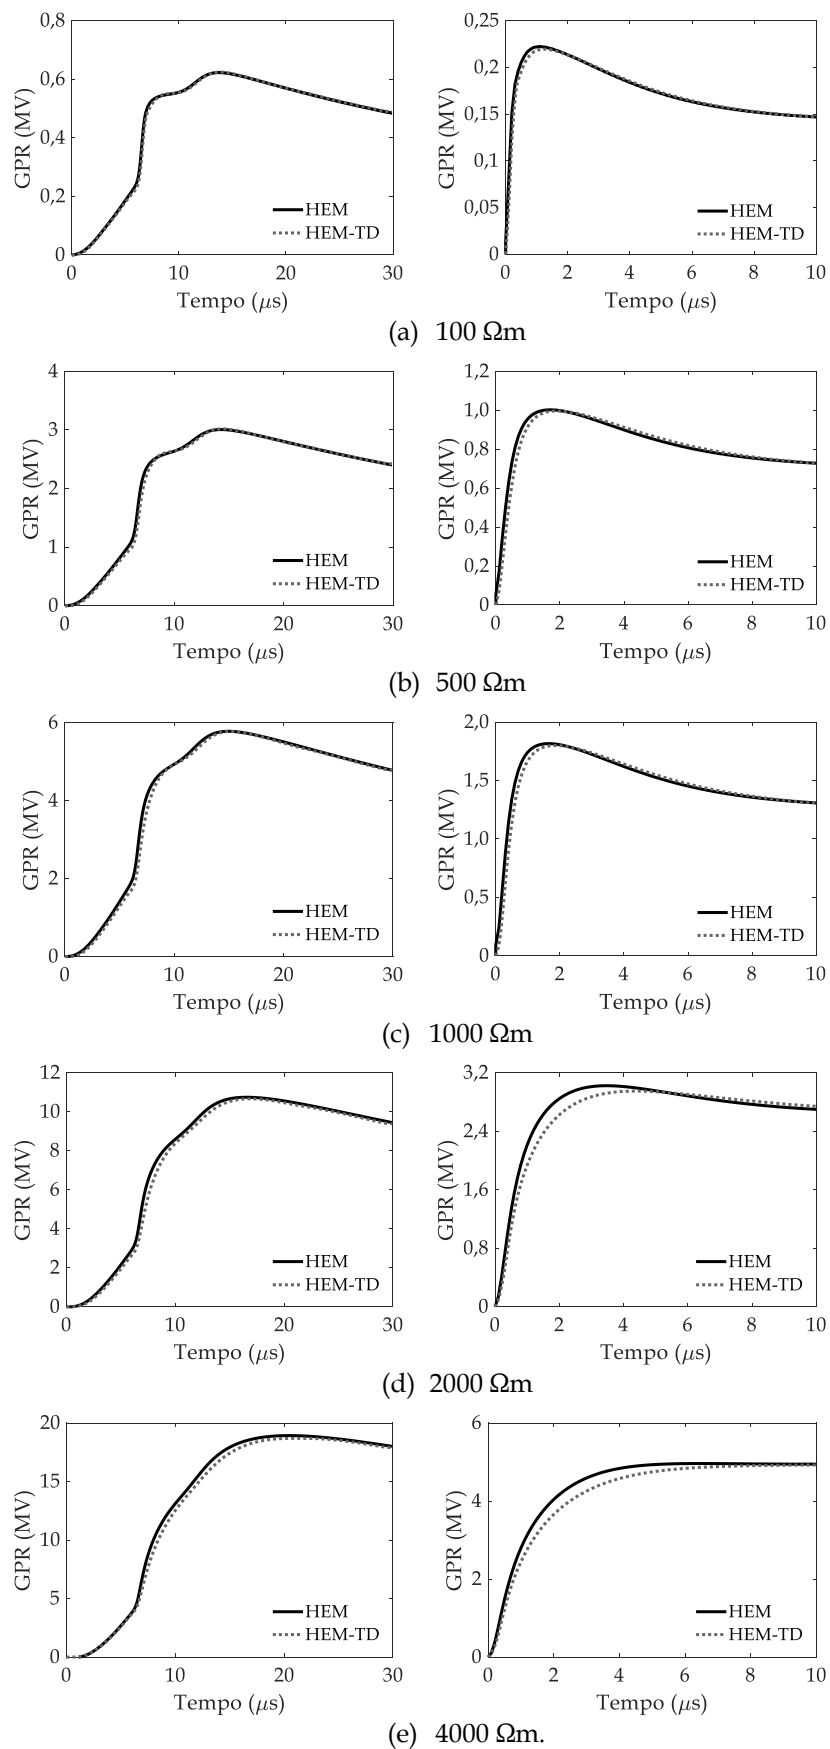 0,8
0,6
0,4
0,2
0
GPR (MV)
HEM
HEM-TD
0 10 20 30
Tempo (μs)
0,25
0,2
0,15
0,1
0,05
0
GPR (MV)
HEM
HEM-TD
0 2 4 6 8 10
Tempo (μs)
(a) 100 Ωm
4
3
2
1
0
GPR (MV)
HEM
HEM-TD
0 10 20 30
Tempo (μs)
1,2
1,0
0,8
0,6
0,4
0,2
0
GPR (MV)
HEM
HEM-TD
0 2 4 6 8 10
Tempo (μs)
(b) 500 Ωm
6
4
2
0
GPR (MV)
HEM
HEM-TD
0 10 20 30
Tempo (μs)
2,0
1,5
1,0
0,5
0
GPR (MV)
HEM
HEM-TD
0 2 4 6 8 10
Tempo (μs)
(c) 1000 Ωm
12
10
8
6
4
2
0
GPR (MV)
HEM
HEM-TD
0 10 20 30
Tempo (μs)
3,2
2,4
1,6
0,8
0
GPR (MV)
HEM
HEM-TD
0 2 4 6 8 10
Tempo (μs)
(d) 2000 Ωm
20
15
10
5
0
GPR (MV)
HEM
HEM-TD
0 10 20 30
Tempo (μs)
6
4
2
0
GPR (MV)
HEM
HEM-TD
0 2 4 6 8 10
Tempo (μs)
(e) 4000 Ωm.